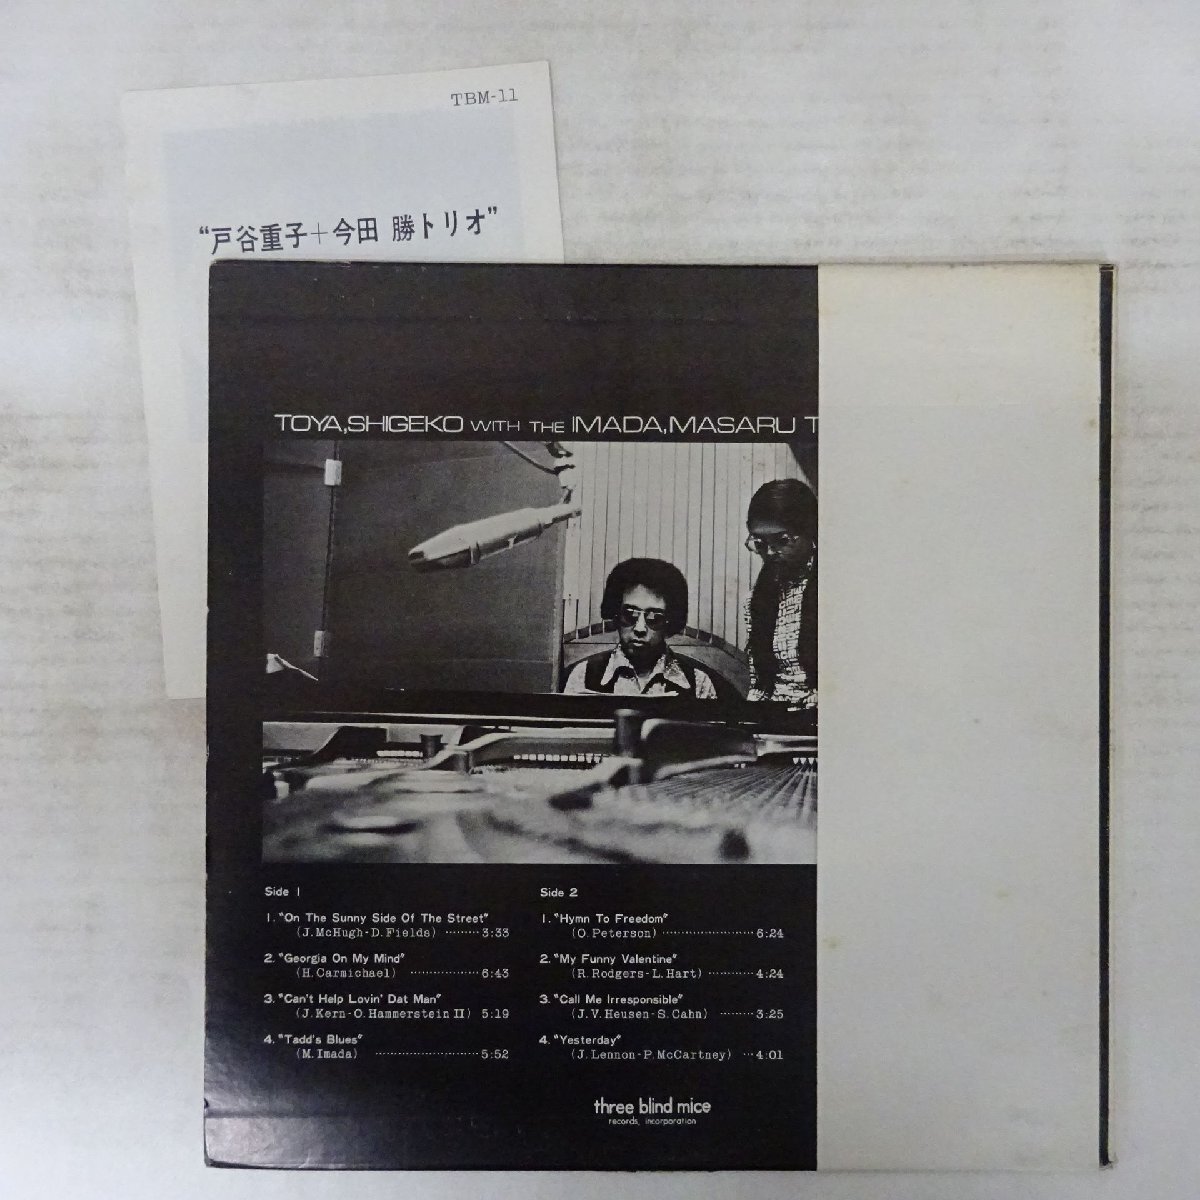 TBM-11
“戸谷重子+今田 勝トリオ”
TOYA,SHIGEKO WITH THE IMADA,MASARU T
Side 1
1. "On The Sunny Side Of The Street"
(J.McHugh-D.Fields) ········· 3:33
2. "Georgia On My Mind"
(H.Carmichael) ·················· 6:43
3. "Can't Help Lovin' Dat Man"
(J.Kern-O.Hammerstein II) 5:19
4. "Tadd's Blues"
(M.Imada) ··························· 5:52
Side 2
1. "Hymn To Freedom"
(O.Peterson) ························ 6:24
2. "My Funny Valentine"
(R.Rodgers-L.Hart) ············ 4:24
3. "Call Me Irresponsible"
(J.V.Heusen-S.Cahn) ········· 3:25
4. "Yesterday"
(J.Lennon-P.McCartney) ··· 4:01
three blind mice
records, incorporation